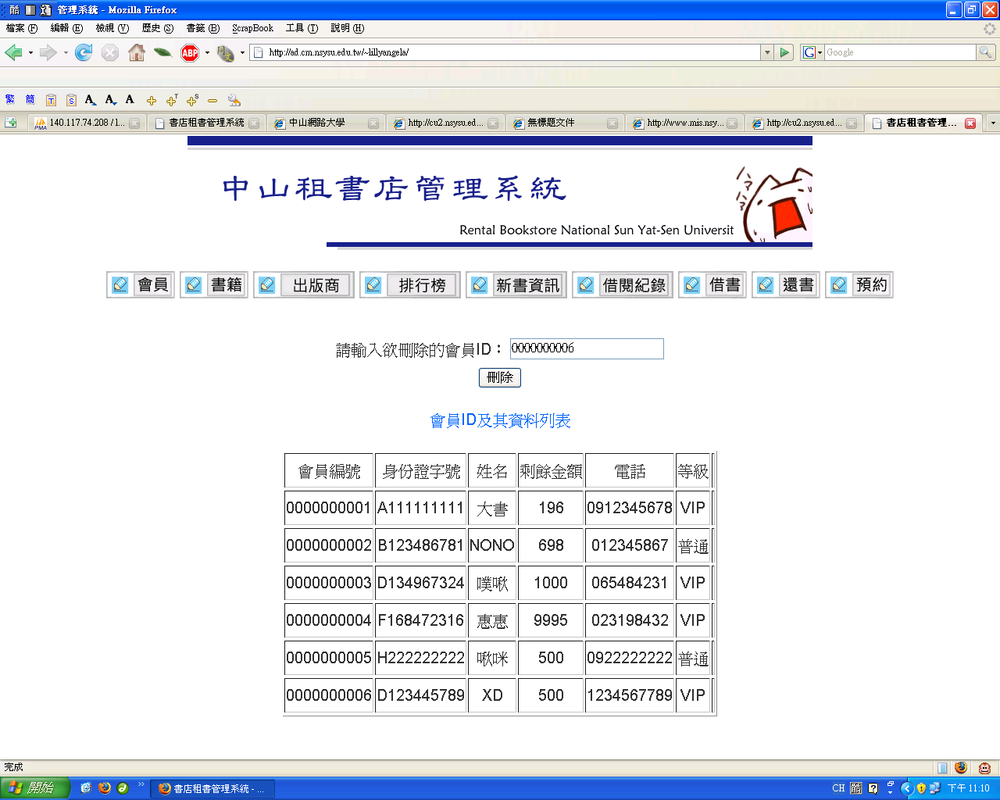 酷 管理系統 - Mozilla Firefox
檔案 (F) 編輯 (E) 檢視 (V) 歷史 (S) 書籤 (B) ScrapBook 工具 (T) 說明 (H)
ABP http://ad.cm.nsysu.edu.tw/~lillyangela/ G Google
繁 簡 T S A A A T S
PMA 140.117.74.208 / l... 書店租書管理系統 中山網路大學 http://cu2.nsysu.ed... 無標題文件 http://www.mis.nsy... http://cu2.nsysu.ed... 書店租書管理...
中山租書店管理系統
Rental Bookstore National Sun Yat-Sen Universit
會員 書籍 出版商 排行榜 新書資訊 借閱紀錄 借書 還書 預約
請輸入欲刪除的會員ID： 0000000006
刪除
會員ID及其資料列表
會員編號 身份證字號 姓名 剩餘金額 電話 等級
0000000001 A111111111 大書 196 0912345678 VIP
0000000002 B123486781 NONO 698 012345867 普通
0000000003 D134967324 噗啾 1000 065484231 VIP
0000000004 F168472316 惠惠 9995 023198432 VIP
0000000005 H222222222 啾咪 500 0922222222 普通
0000000006 D123445789 XD 500 1234567789 VIP
完成
開始 書店租書管理系統 - ... CH 酷 下午 11:10